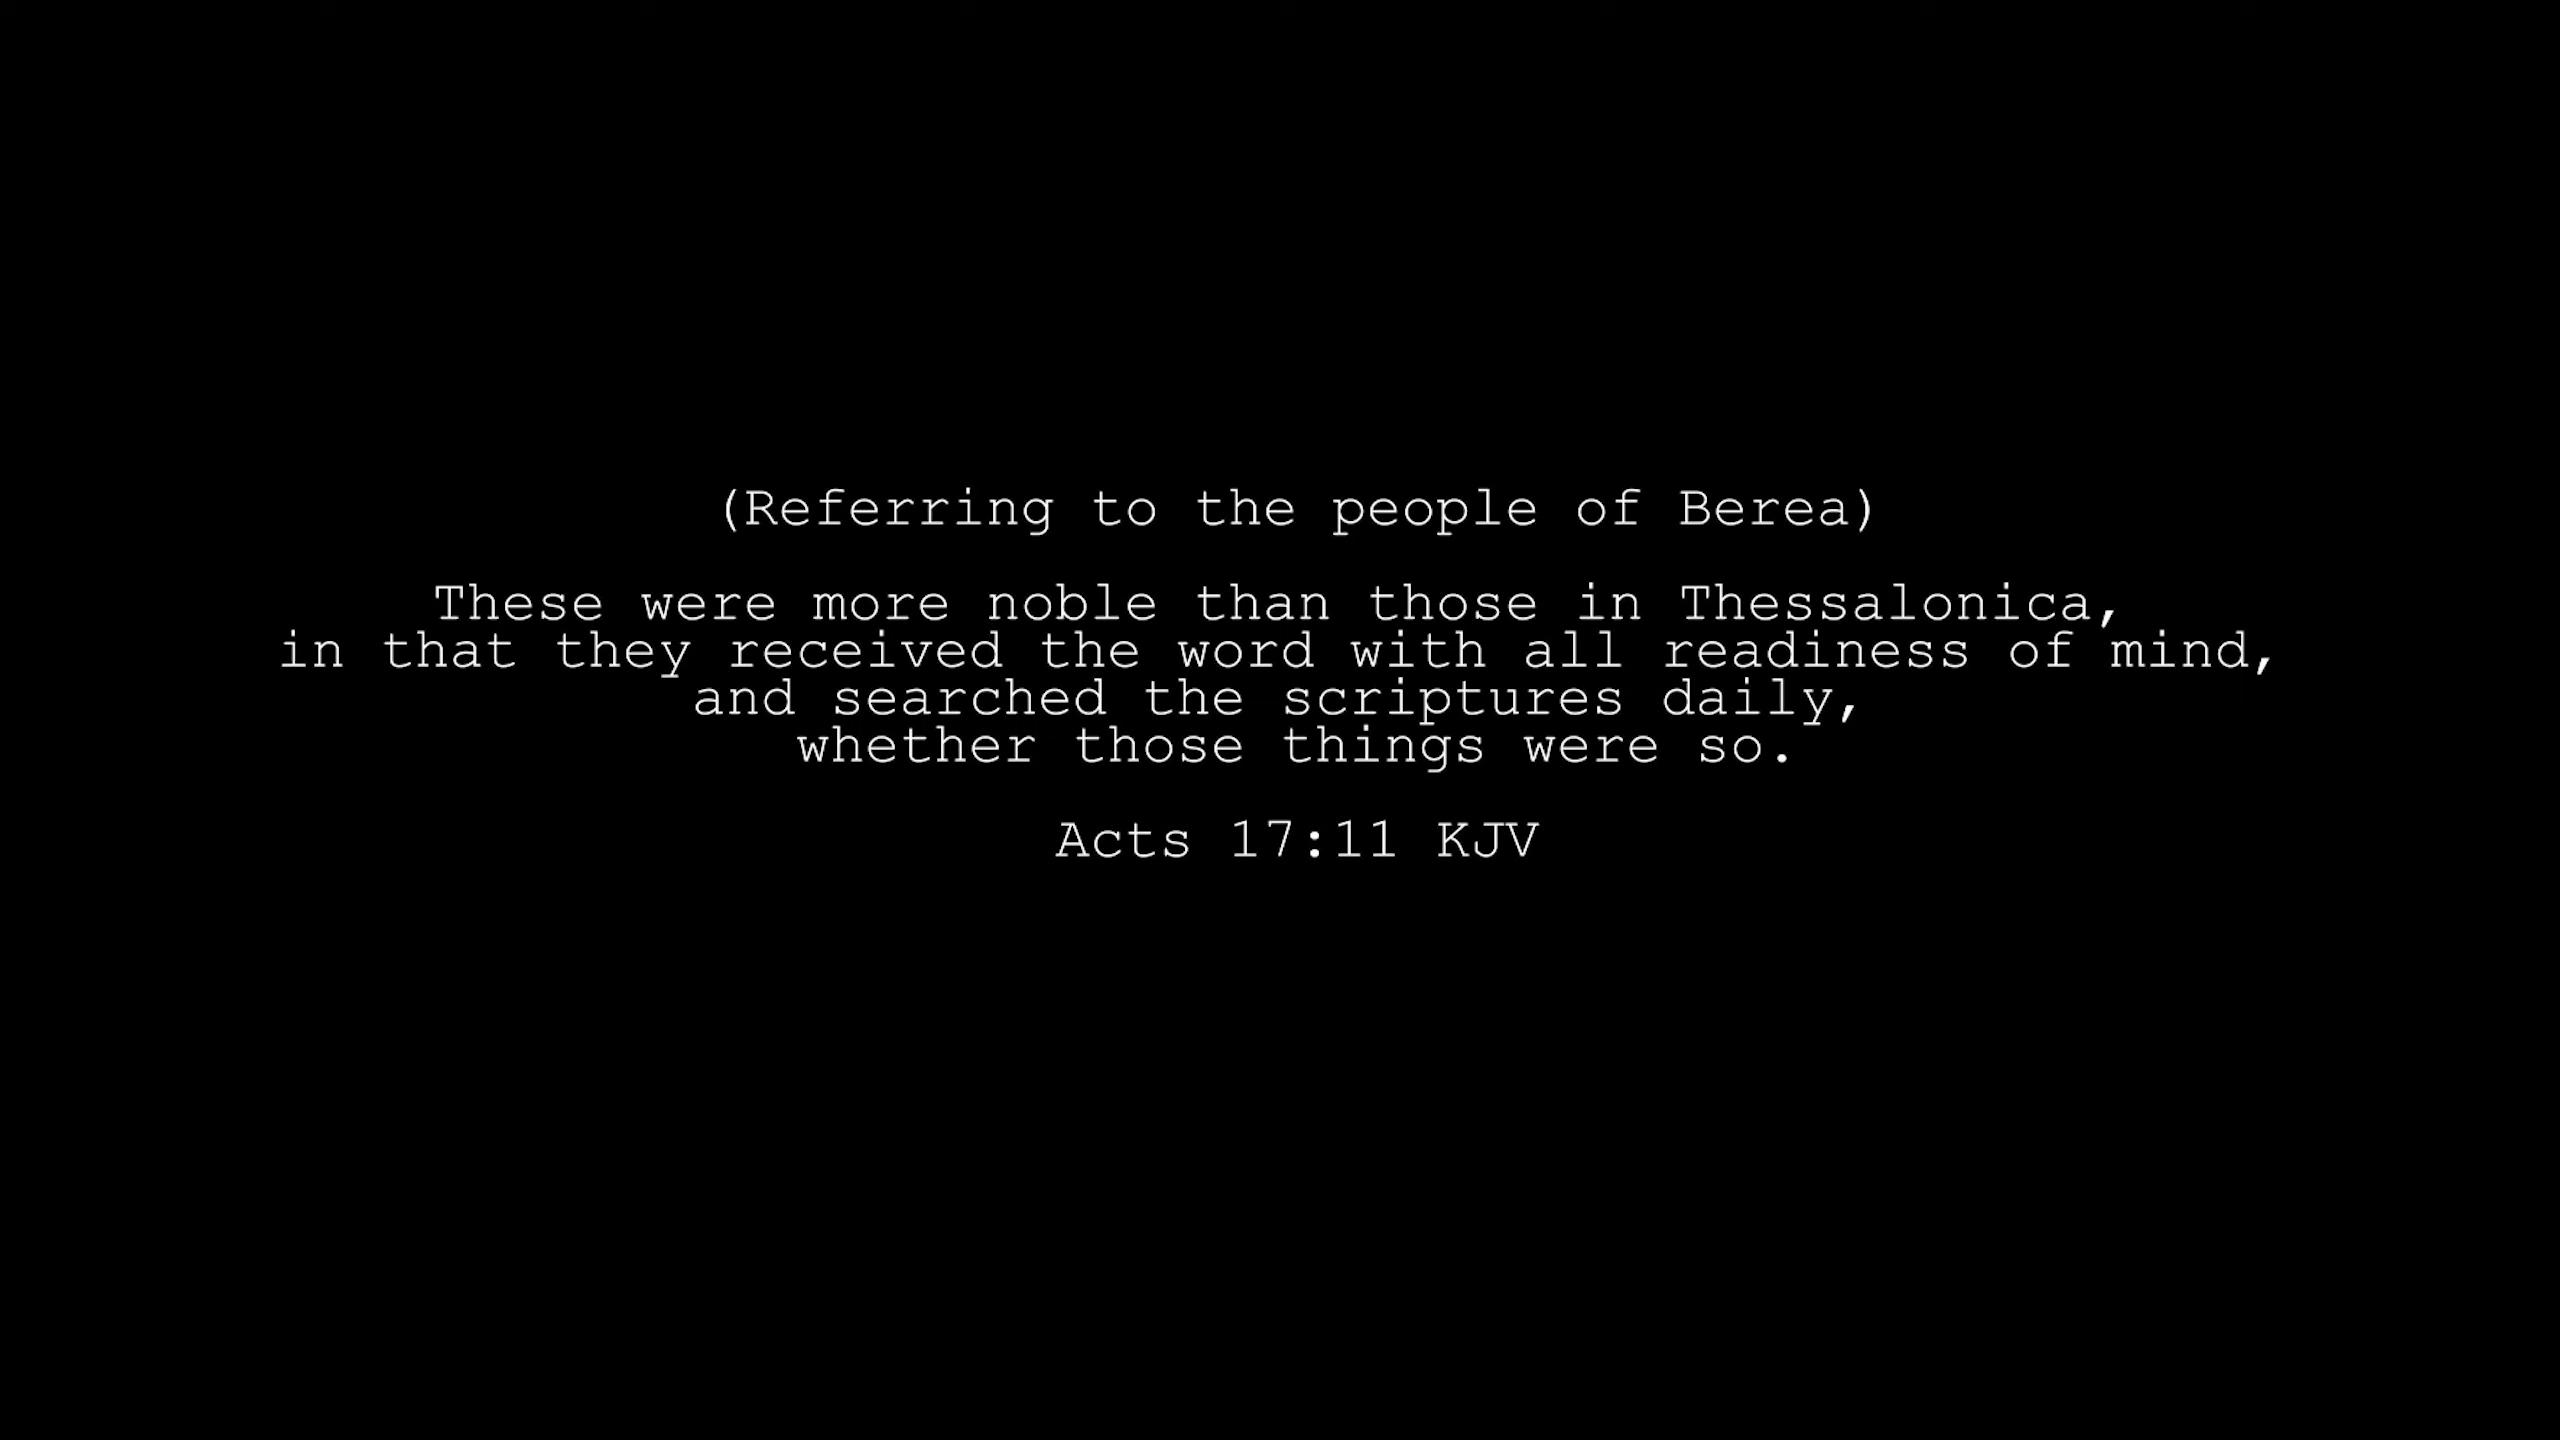 (Referring to the people of Berea)
These were more noble than those in Thessalonica,
in that they received the word with all readiness of mind,
and searched the scriptures daily,
whether those things were so.
Acts 17:11 KJV